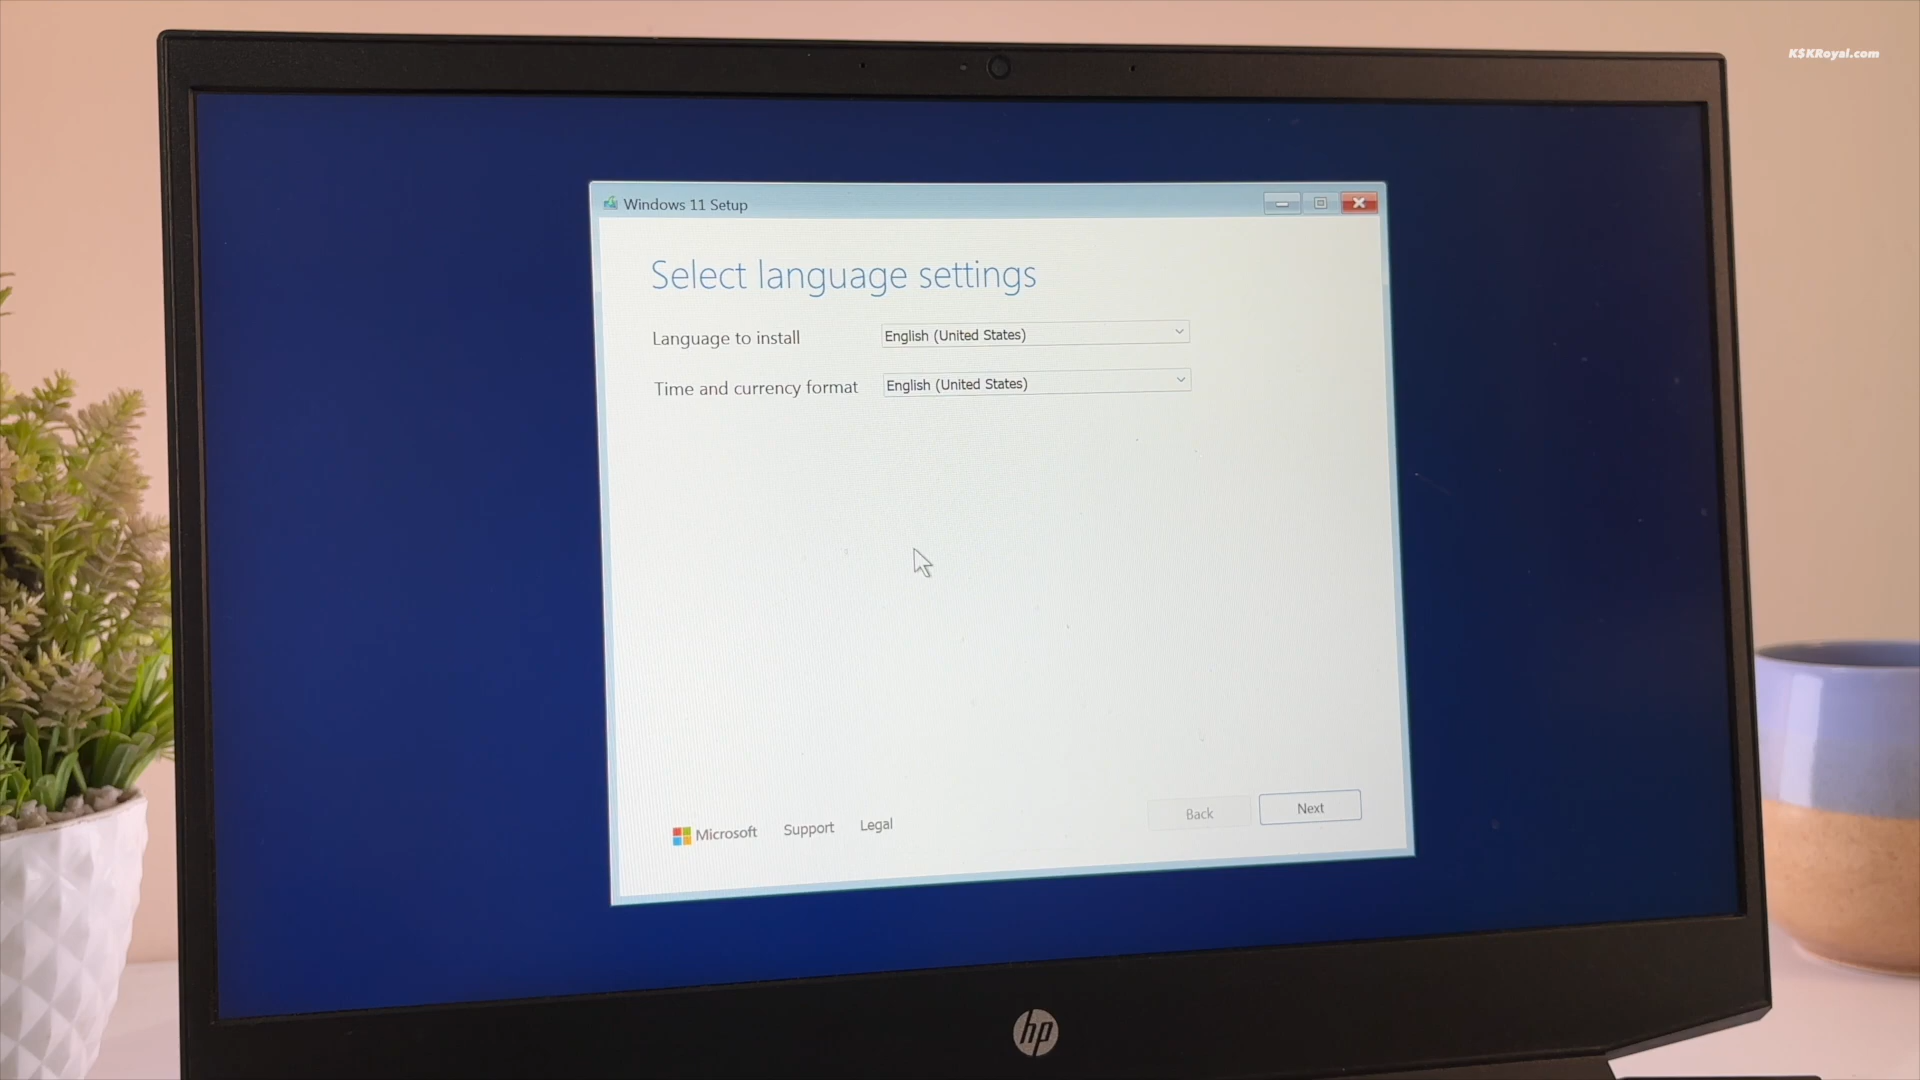 K$KRoyal.com
Windows 11 Setup
Select language settings
Language to install English (United States)
Time and currency format English (United States)
Microsoft Support Legal Back Next
hp